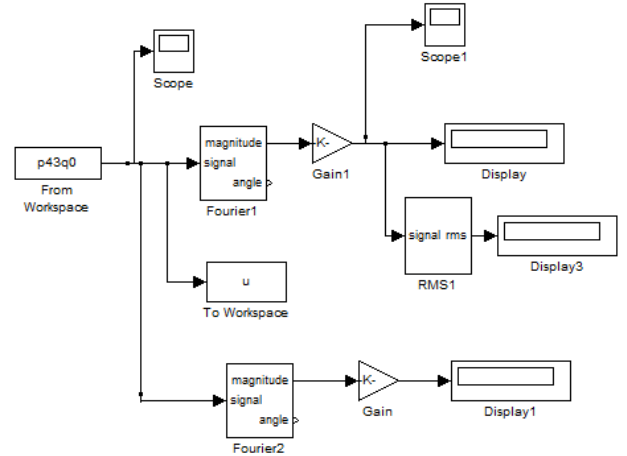 Scope
Scope1
magnitude
signal
angle
Fourier1
K-
Gain1
Display
p43q0
From
Workspace
signal rms
RMS1
Display3
u
To Workspace
magnitude
signal
angle
Fourier2
K-
Gain
Display1